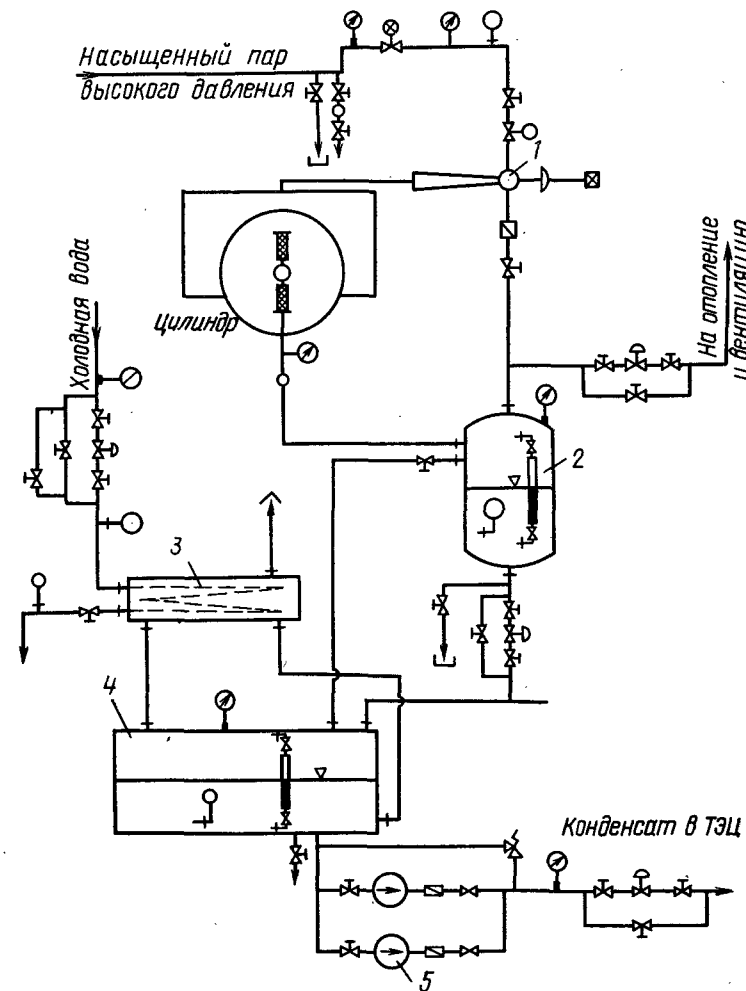 Насыщенный пар
высокого давления
1
На отопление
и вентиляцию
Холодная вода
Цилиндр
2
3
4
Конденсат в ТЭЦ
5